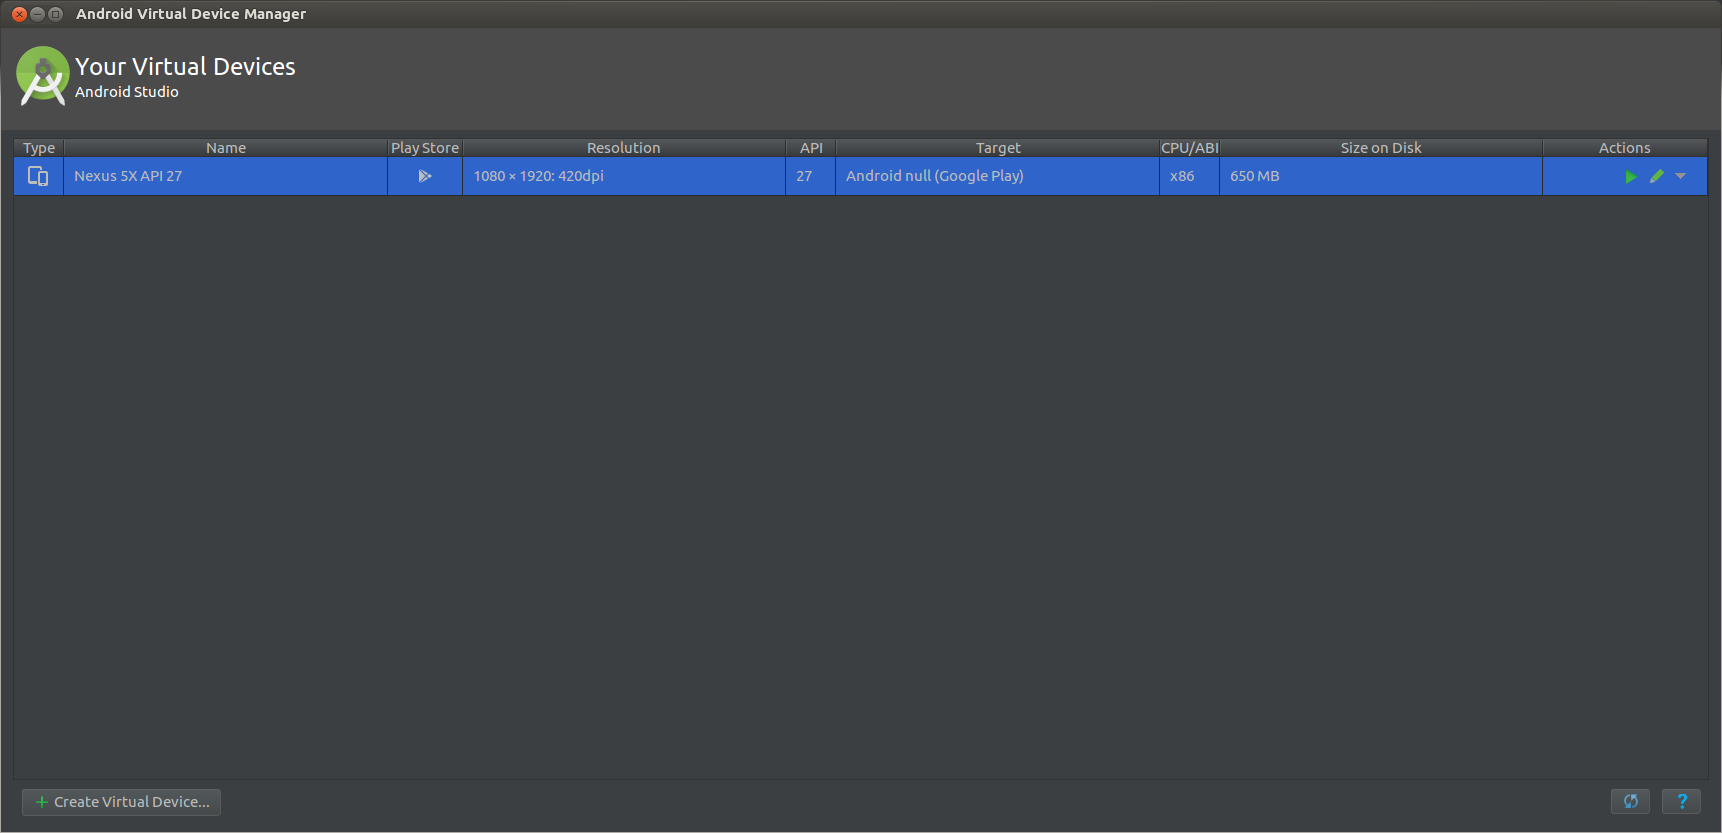 Android Virtual Device Manager
Your Virtual Devices
Android Studio
Type Name Play Store Resolution API Target CPU/ABI Size on Disk Actions
Nexus 5X API 27 1080 × 1920: 420dpi 27 Android null (Google Play) x86 650 MB
+ Create Virtual Device... ?